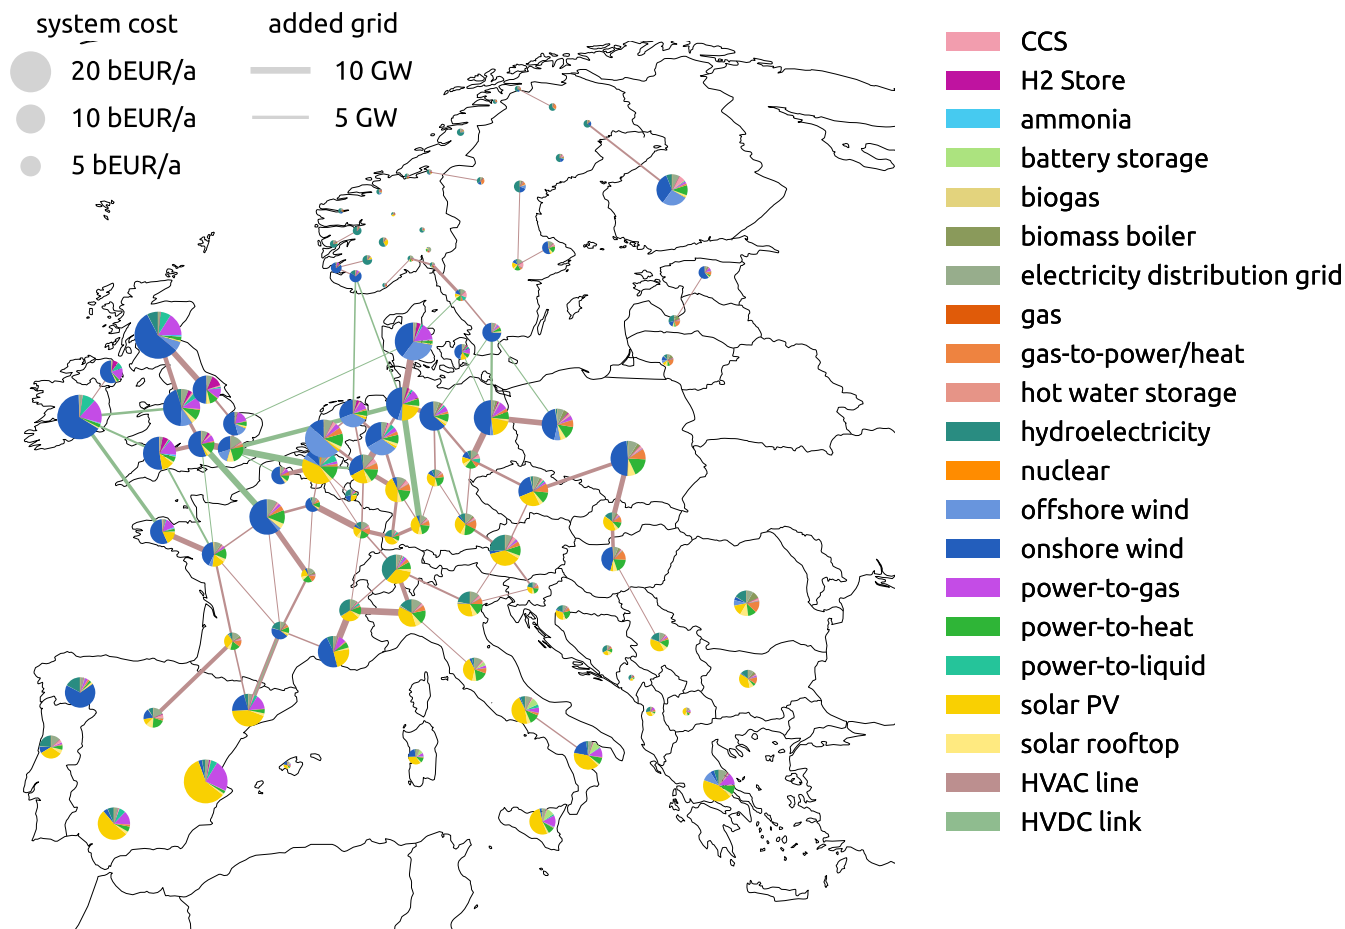 system cost
20 bEUR/a
10 bEUR/a
5 bEUR/a
added grid
10 GW
5 GW
CCS
H2 Store
ammonia
battery storage
biogas
biomass boiler
electricity distribution grid
gas
gas-to-power/heat
hot water storage
hydroelectricity
nuclear
offshore wind
onshore wind
power-to-gas
power-to-heat
power-to-liquid
solar PV
solar rooftop
HVAC line
HVDC link